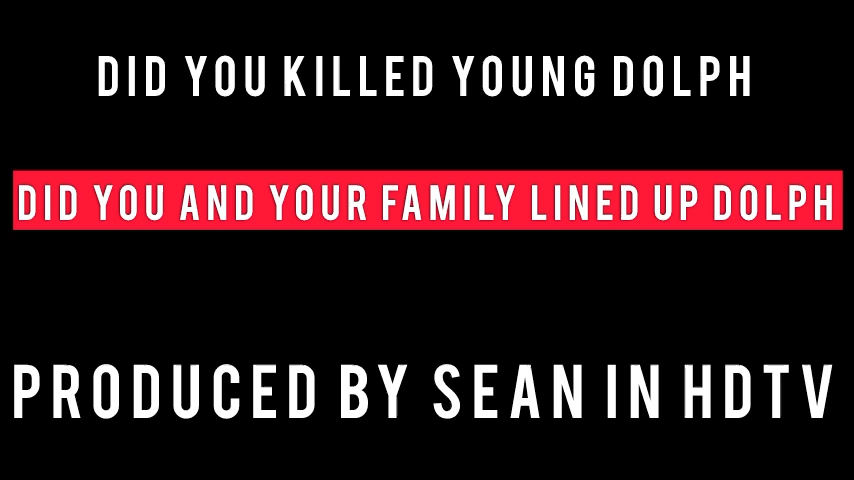 DID YOU KILLED YOUNG DOLPH
DID YOU AND YOUR FAMILY LINED UP DOLPH
PRODUCED BY SEAN IN HDTV